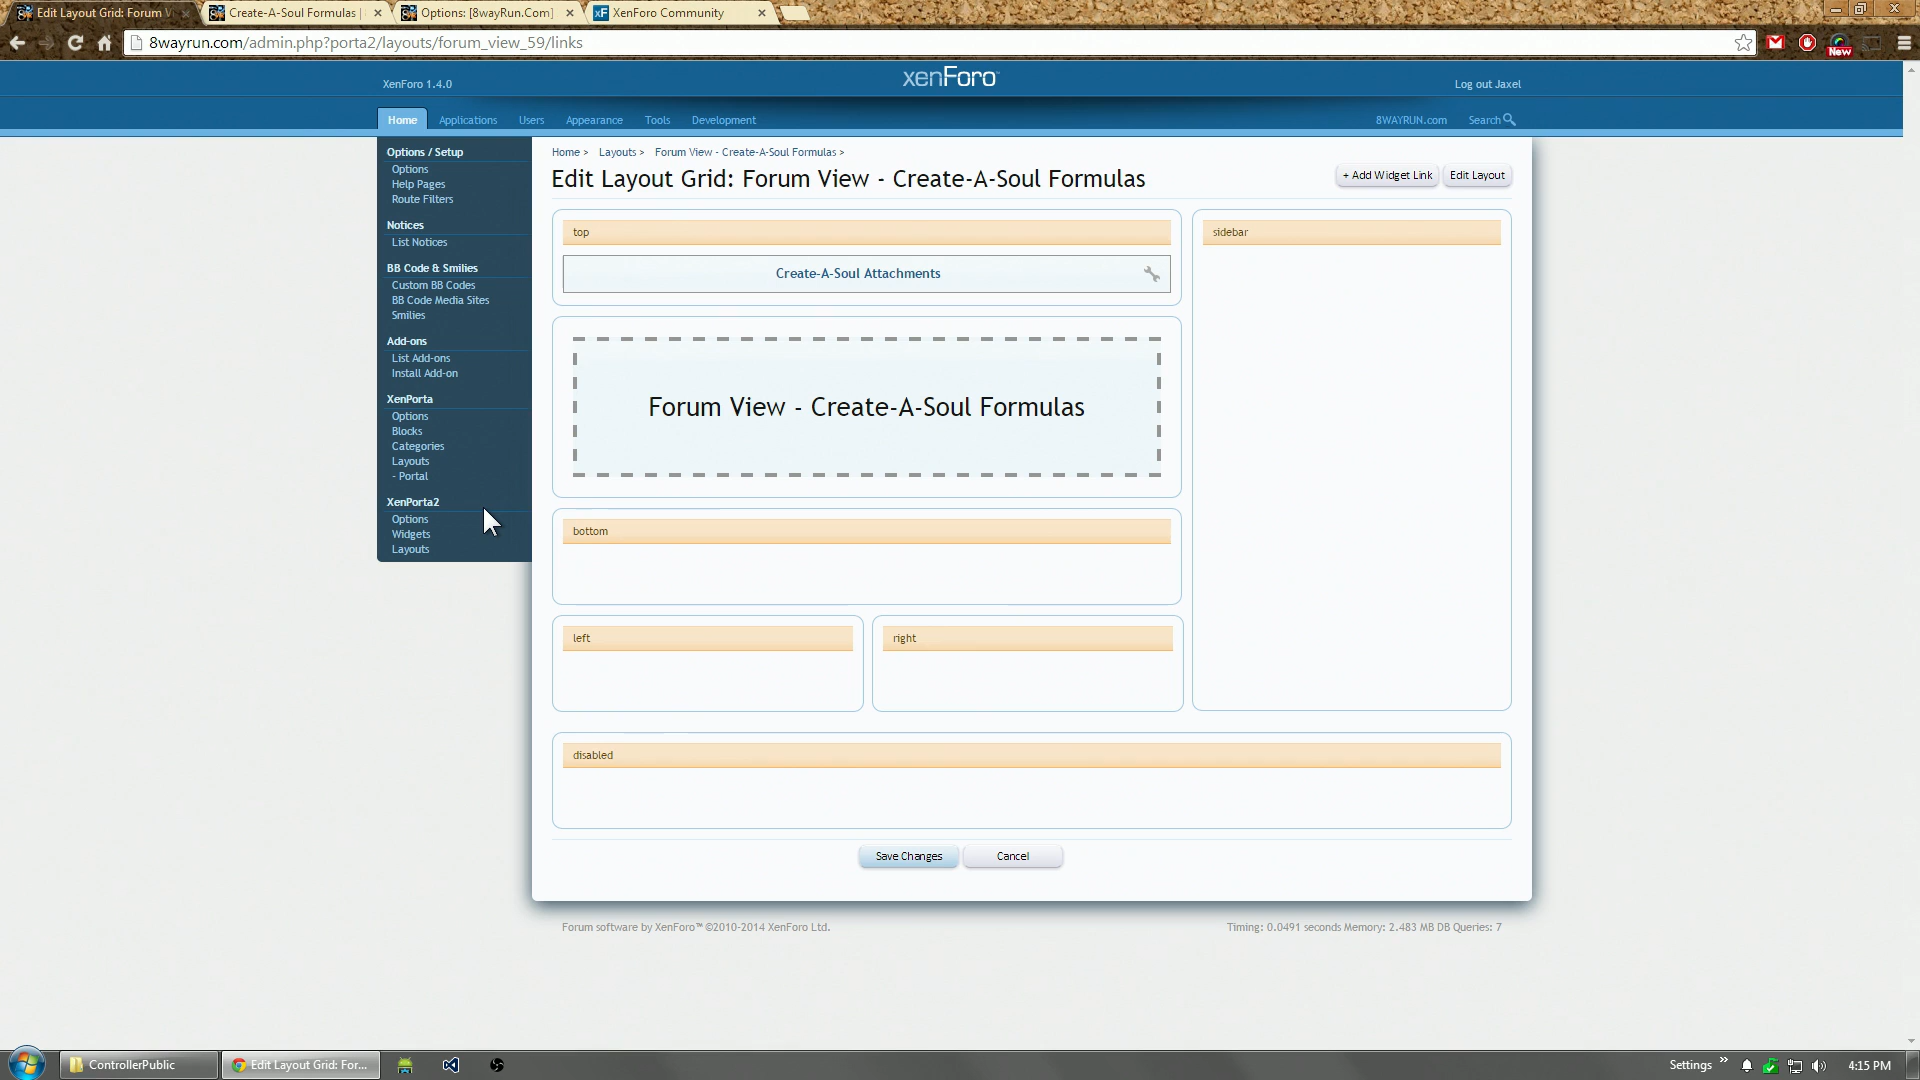 Edit Layout Grid: Forum V
Create-A-Soul Formulas |
Options: [8wayRun.Com]
XenForo Community
8wayrun.com/admin.php?porta2/layouts/forum_view_59/links
New
XenForo 1.4.0
xenForo™
Log out Jaxel
Home
Applications
Users
Appearance
Tools
Development
8WAYRUN.com
Search
Options / Setup
Options
Help Pages
Route Filters
Notices
List Notices
BB Code & Smilies
Custom BB Codes
BB Code Media Sites
Smilies
Add-ons
List Add-ons
Install Add-on
XenPorta
Options
Blocks
Categories
Layouts
- Portal
XenPorta2
Options
Widgets
Layouts
Home > Layouts > Forum View - Create-A-Soul Formulas >
Edit Layout Grid: Forum View - Create-A-Soul Formulas
+ Add Widget Link
Edit Layout
top
Create-A-Soul Attachments
sidebar
Forum View - Create-A-Soul Formulas
bottom
left
right
disabled
Save Changes
Cancel
Forum software by XenForo™ ©2010-2014 XenForo Ltd.
Timing: 0.0491 seconds Memory: 2.483 MB DB Queries: 7
ControllerPublic
Edit Layout Grid: For...
Settings
4:15 PM